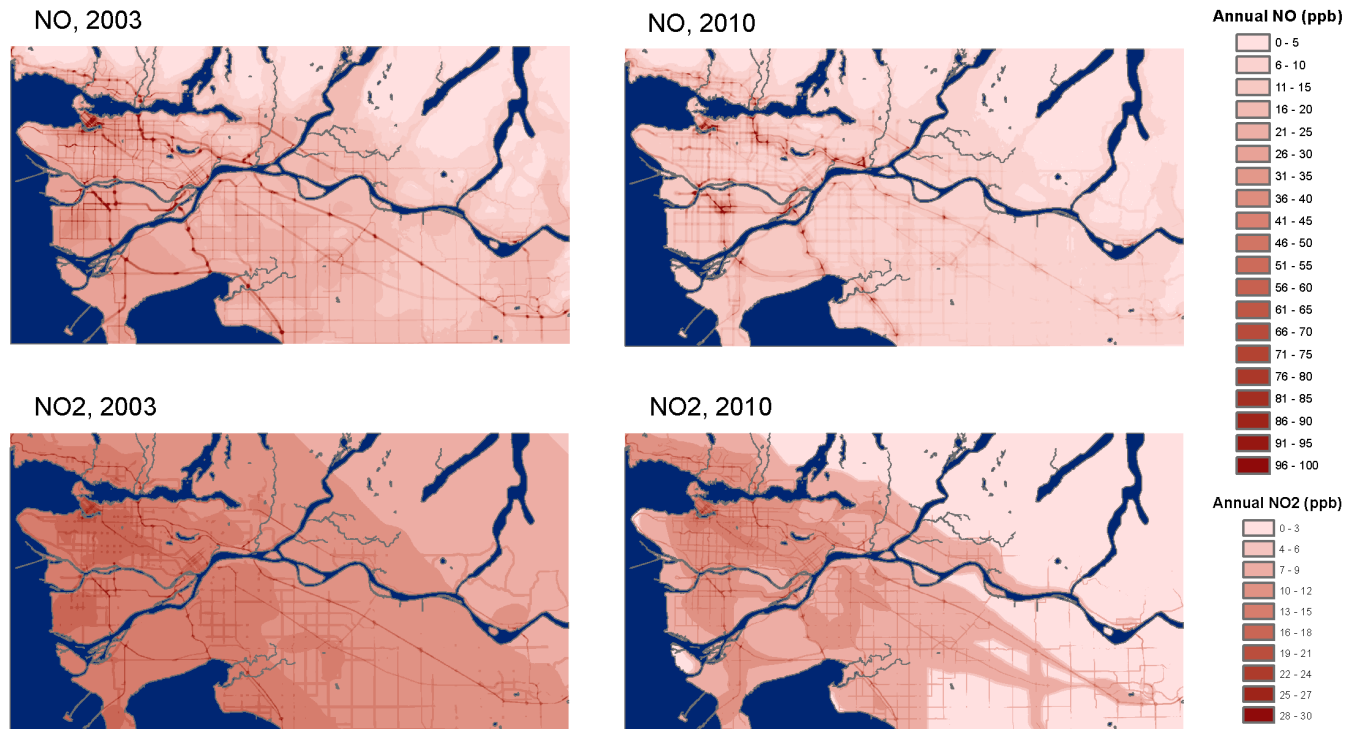 NO, 2003
NO, 2010
Annual NO (ppb)
0 - 5
6 - 10
11 - 15
16 - 20
21 - 25
26 - 30
31 - 35
36 - 40
41 - 45
46 - 50
51 - 55
56 - 60
61 - 65
66 - 70
71 - 75
76 - 80
81 - 85
86 - 90
91 - 95
96 - 100
NO2, 2003
NO2, 2010
Annual NO2 (ppb)
0 - 3
4 - 6
7 - 9
10 - 12
13 - 15
16 - 18
19 - 21
22 - 24
25 - 27
28 - 30